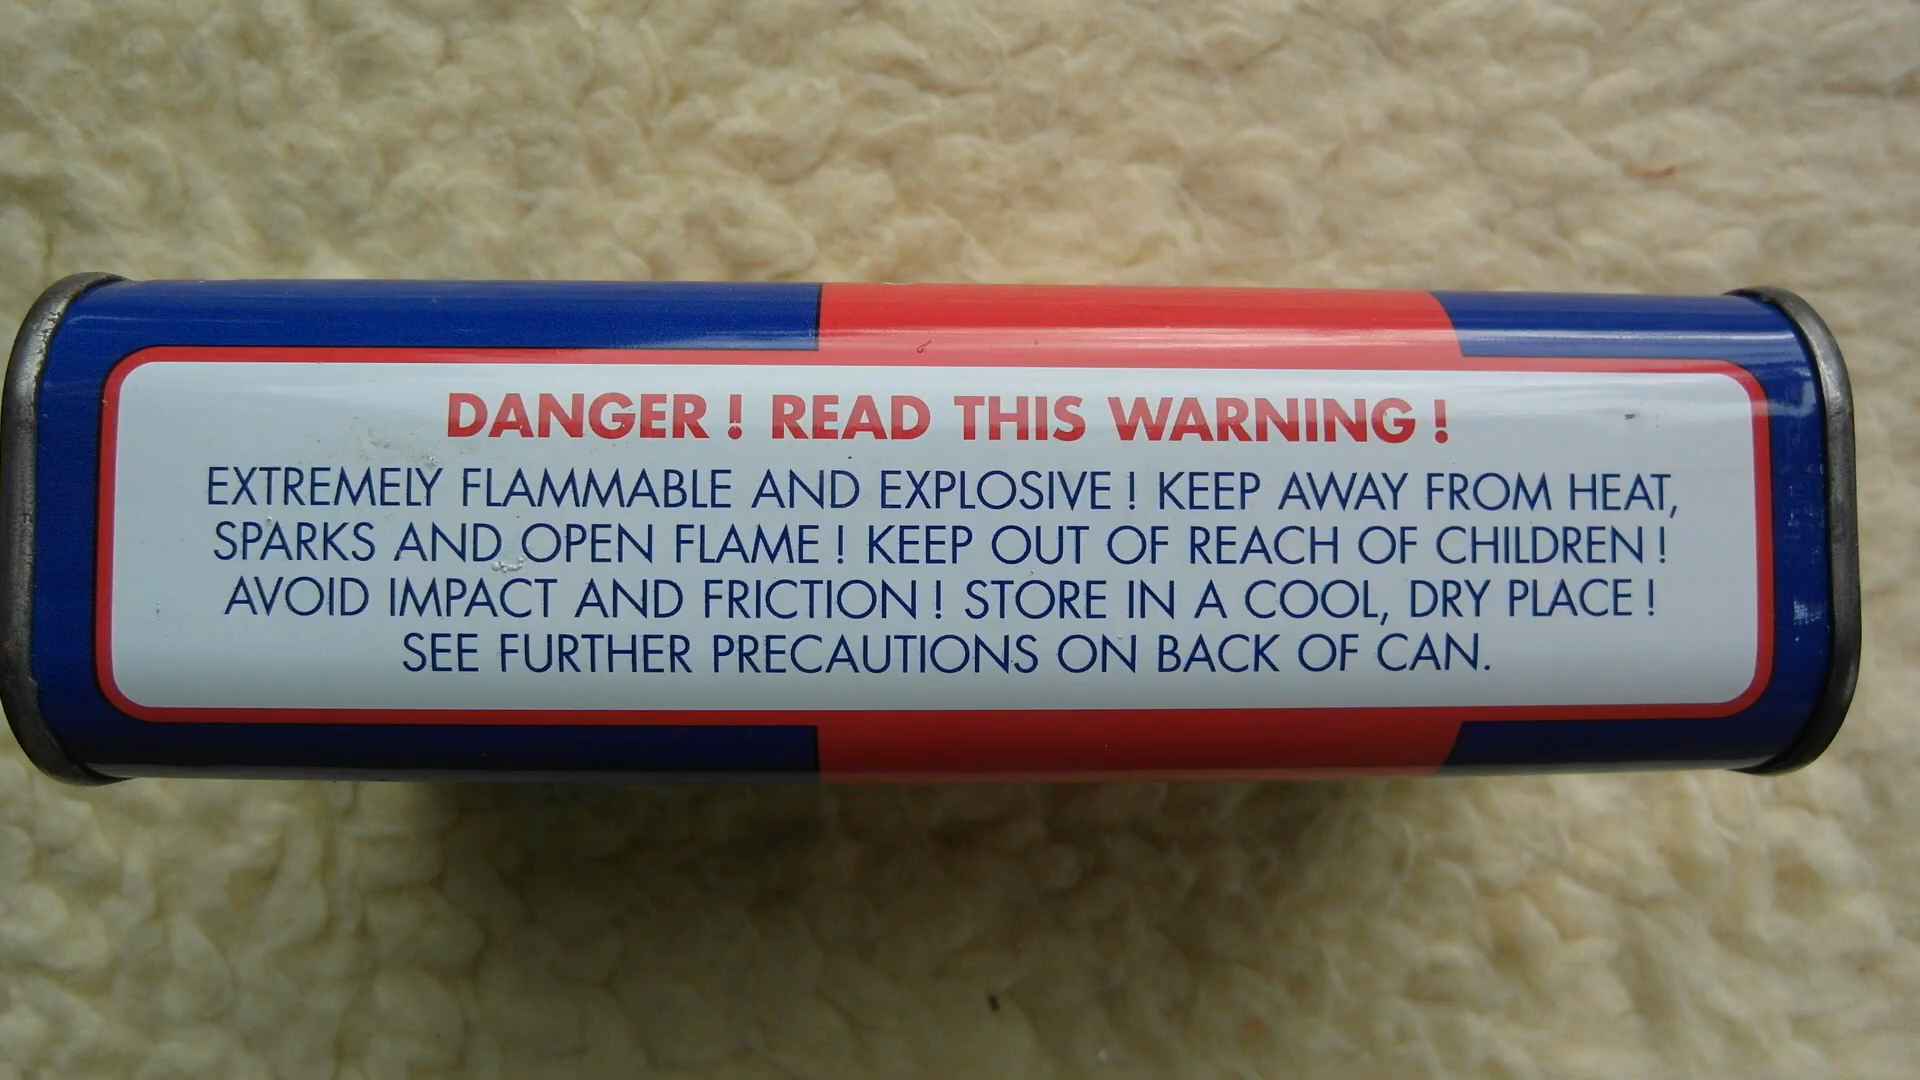 DANGER ! READ THIS WARNING !
EXTREMELY FLAMMABLE AND EXPLOSIVE ! KEEP AWAY FROM HEAT,
SPARKS AND OPEN FLAME ! KEEP OUT OF REACH OF CHILDREN !
AVOID IMPACT AND FRICTION ! STORE IN A COOL, DRY PLACE !
SEE FURTHER PRECAUTIONS ON BACK OF CAN.